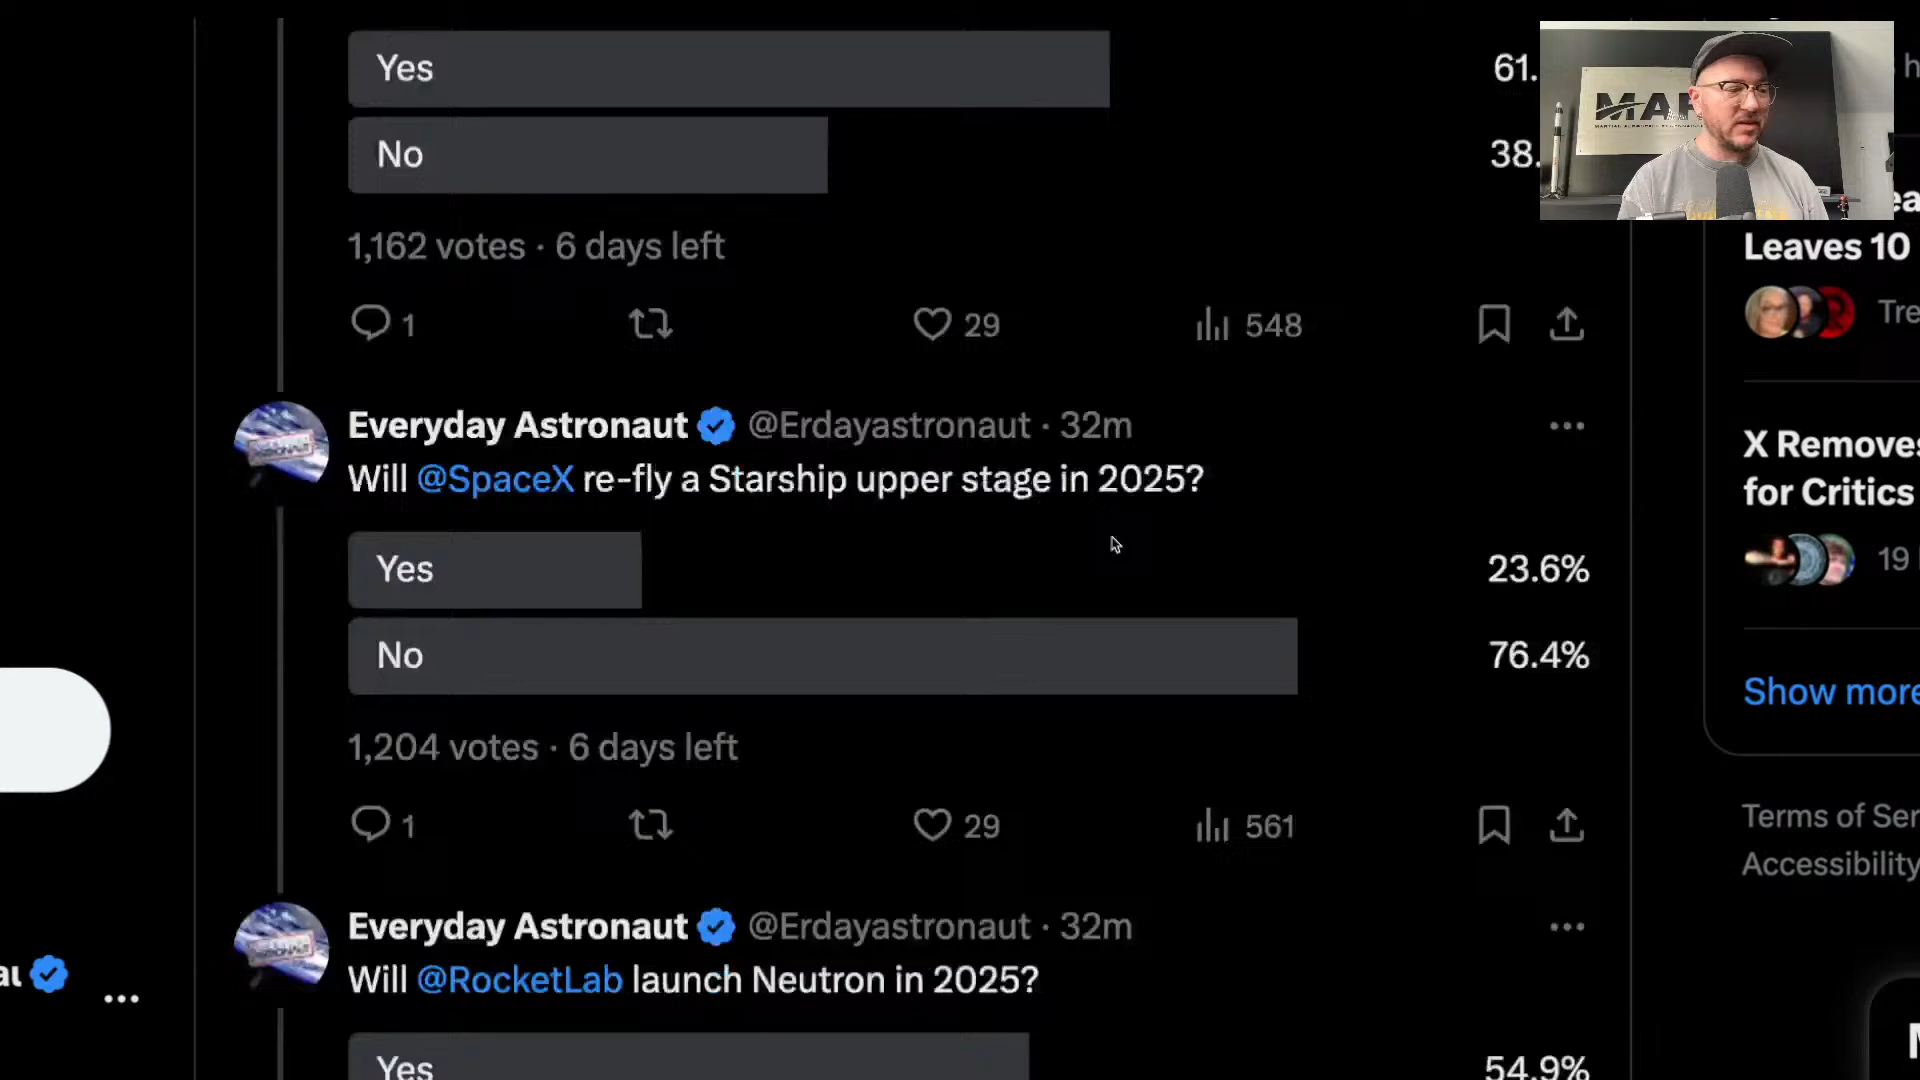 Yes
61.
No
38.
1,162 votes · 6 days left
1
29
548
Leaves 10
Everyday Astronaut @Erdayastronaut · 32m
Will @SpaceX re-fly a Starship upper stage in 2025?
X Removes
for Critics
Yes
23.6%
19
No
76.4%
Show more
1,204 votes · 6 days left
1
29
561
Terms of Ser
Accessibility
Everyday Astronaut @Erdayastronaut · 32m
Will @RocketLab launch Neutron in 2025?
Yes
54.9%